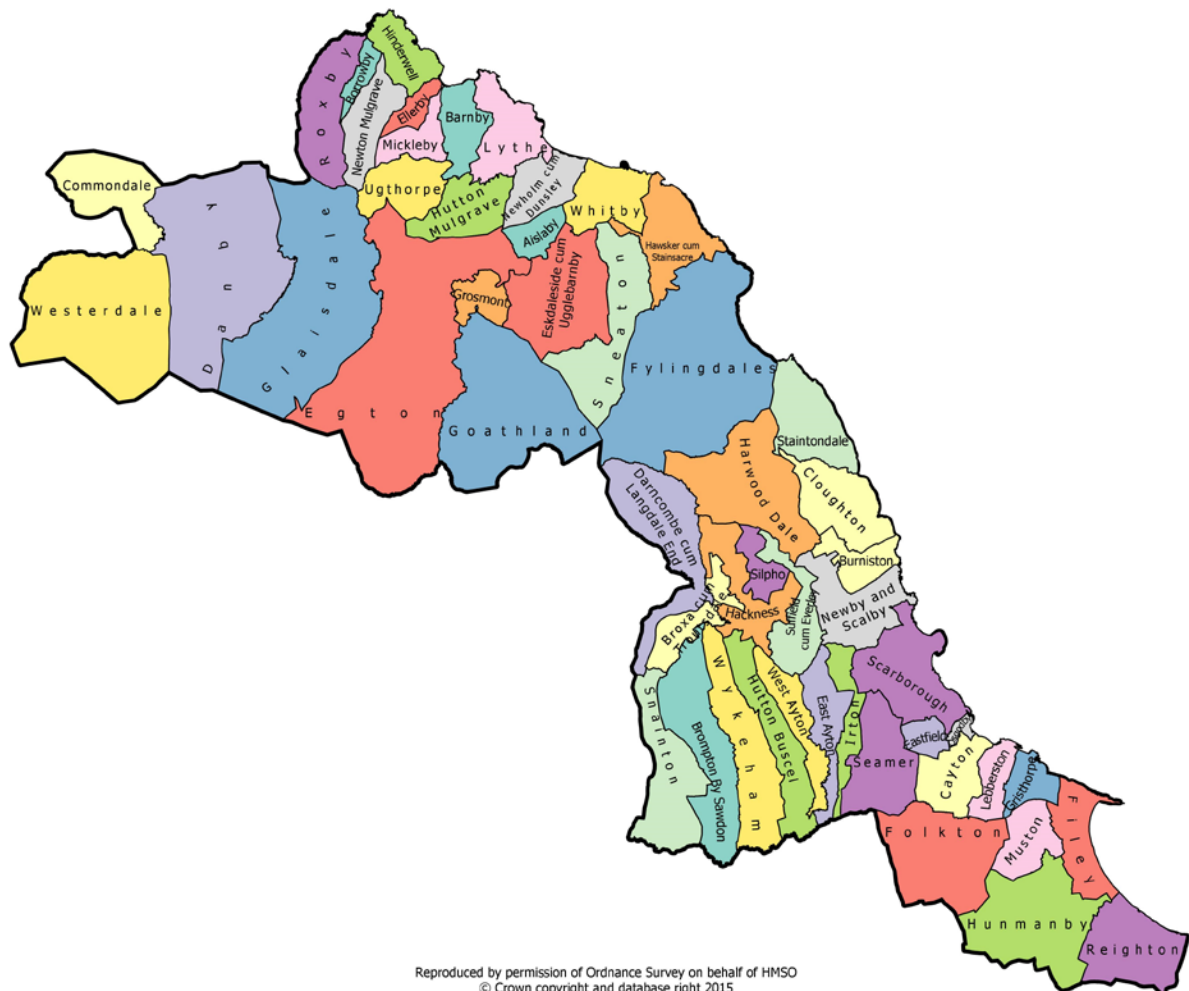 Hinderwell
Roxby
Borrowby
Newton Mulgrave
Ellerby
Barnby
Mickleby
Lythe
Commondale
Ugthorpe
Hutton
Mulgrave
Newholm cum
Dunsley
Whitby
Danby
Glaisdale
Aislaby
Hawsker cum
Stainsacre
Eskdaleside cum
Ugglebarnby
Sneaton
Westerdale
Grosmont
Fylingdales
Egton
Goathland
Staintondale
Harwood Dale
Cloughton
Darncombe cum
Langdale End
Burniston
Silpho
Broxa cum
Troutsdale
Hackness
Suffield
cum Everley
Newby and
Scalby
Scarborough
Snainton
Brompton By Sawdon
Wykeham
Hutton Buscel
West Ayton
East Ayton
Irton
Seamer
Eastfield
Cayton
Lebberston
Gristhorpe
Filey
Folkton
Muston
Hunmanby
Reighton
Reproduced by permission of Ordnance Survey on behalf of HMSO
© Crown copyright and database right 2015